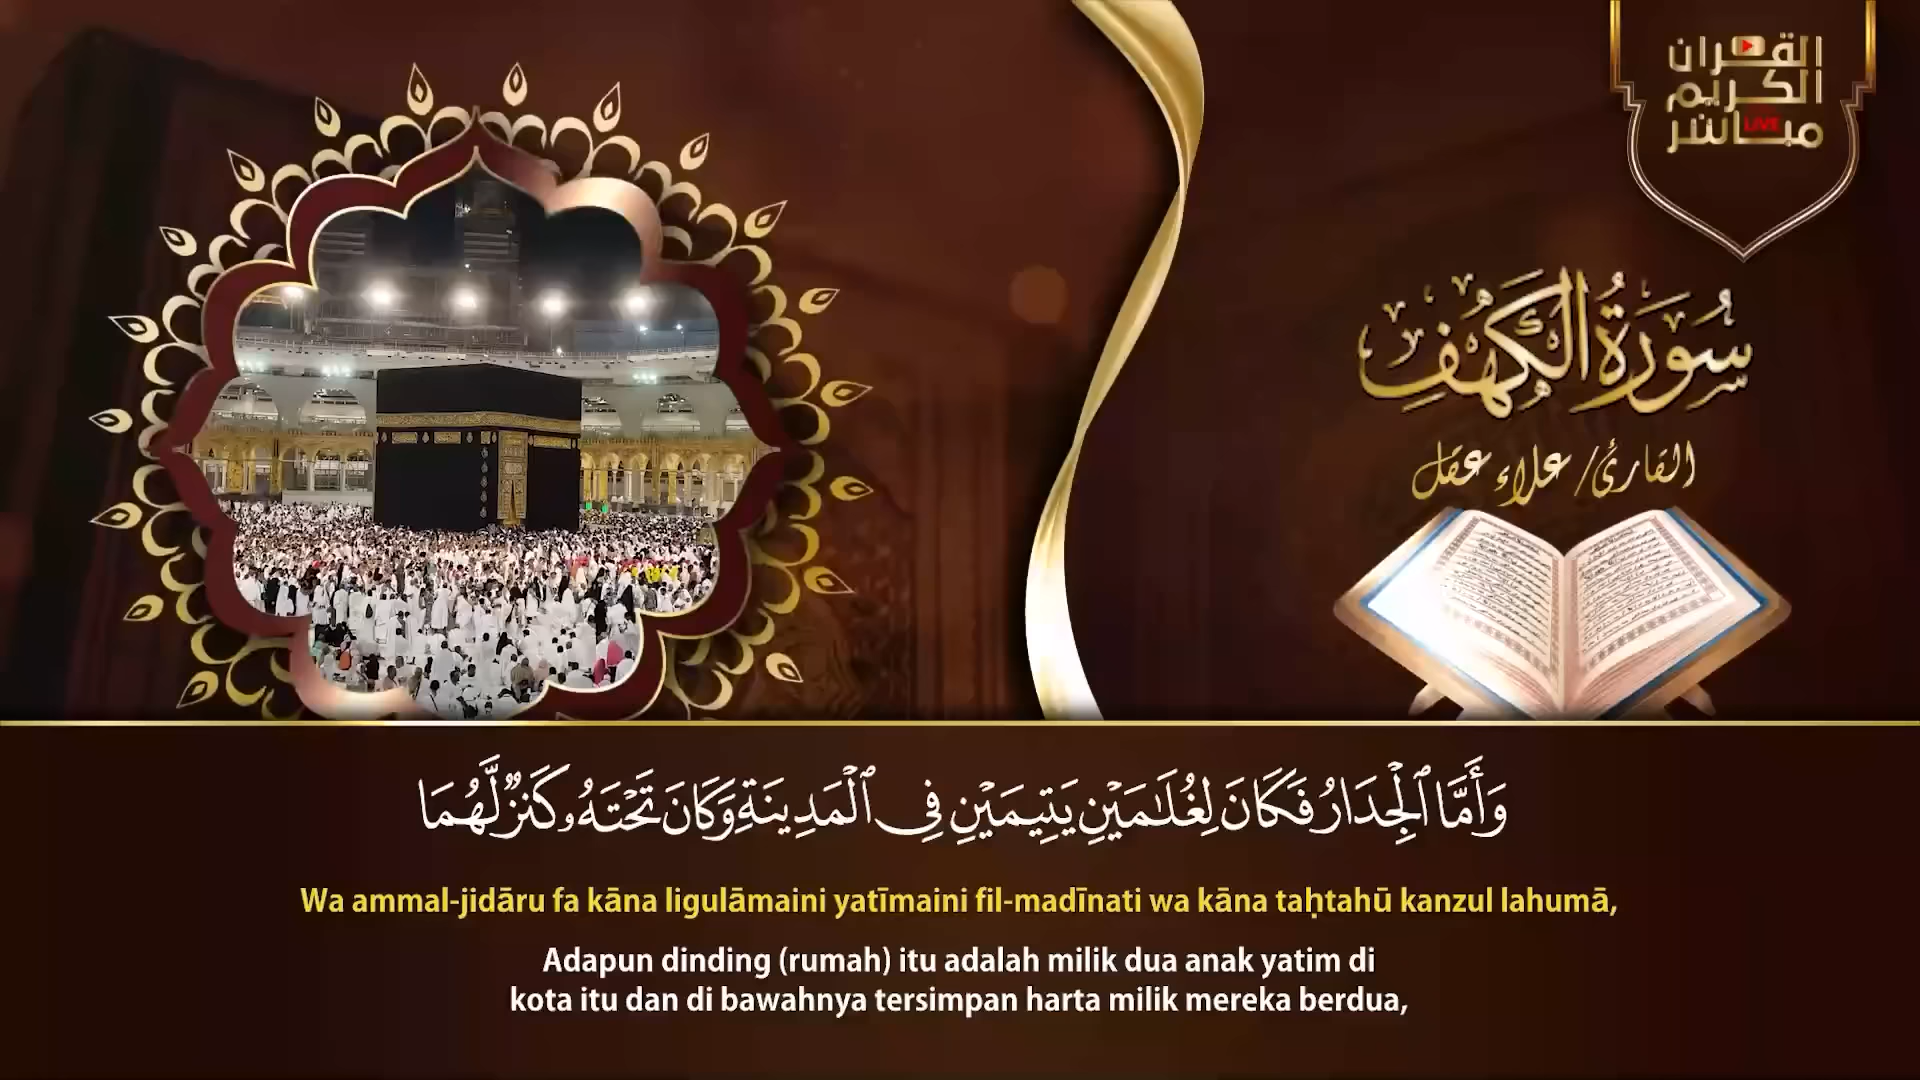 القران
الكريم
مباشر
LIVE
سُورَةُ الكَهْفِ
القارئ/ علاء عقل
وَأَمَّا ٱلْجِدَارُ فَكَانَ لِغُلَـٰمَيْنِ يَتِيمَيْنِ فِى ٱلْمَدِينَةِ وَكَانَ تَحْتَهُۥ كَنزٌ لَّهُمَا
Wa ammal-jidāru fa kāna ligulāmaini yatīmaini fil-madīnati wa kāna taḥtahū kanzul lahumā,
Adapun dinding (rumah) itu adalah milik dua anak yatim di
kota itu dan di bawahnya tersimpan harta milik mereka berdua,